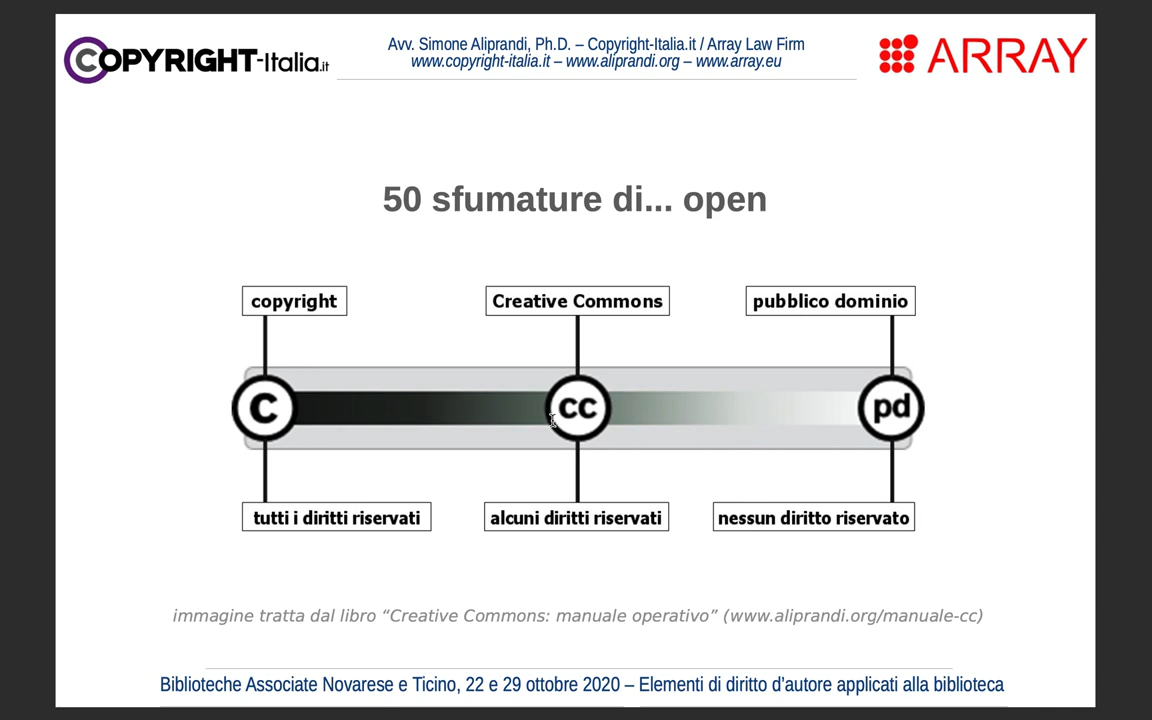 COPYRIGHT-Italia.it
Avv. Simone Aliprandi, Ph.D. – Copyright-Italia.it / Array Law Firm
www.copyright-italia.it – www.aliprandi.org – www.array.eu
ARRAY
50 sfumature di... open
copyright
Creative Commons
pubblico dominio
C
cc
pd
tutti i diritti riservati
alcuni diritti riservati
nessun diritto riservato
immagine tratta dal libro “Creative Commons: manuale operativo” (www.aliprandi.org/manuale-cc)
Biblioteche Associate Novarese e Ticino, 22 e 29 ottobre 2020 – Elementi di diritto d’autore applicati alla biblioteca